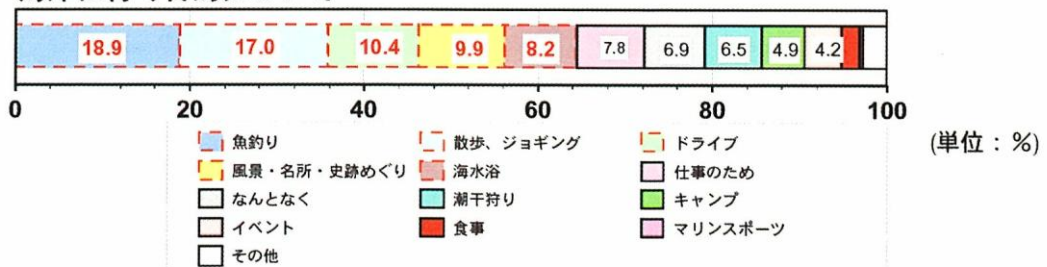 18.9 17.0 10.4 9.9 8.2 7.8 6.9 6.5 4.9 4.2
0 20 40 60 80 100
(単位:%)
魚釣り 散歩、ジョギング ドライブ
風景・名所・史跡めぐり 海水浴 仕事のため
なんとなく 潮干狩り キャンプ
イベント 食事 マリンスポーツ
その他